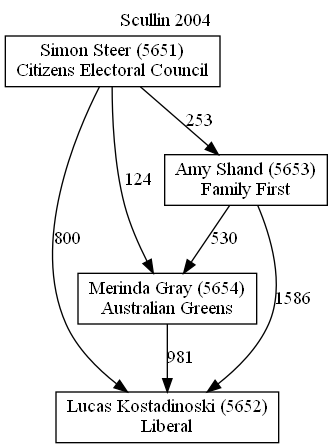 Scullin 2004
Simon Steer (5651)
Citizens Electoral Council
253
Amy Shand (5653)
Family First
124
800
530
1586
Merinda Gray (5654)
Australian Greens
981
Lucas Kostadinoski (5652)
Liberal